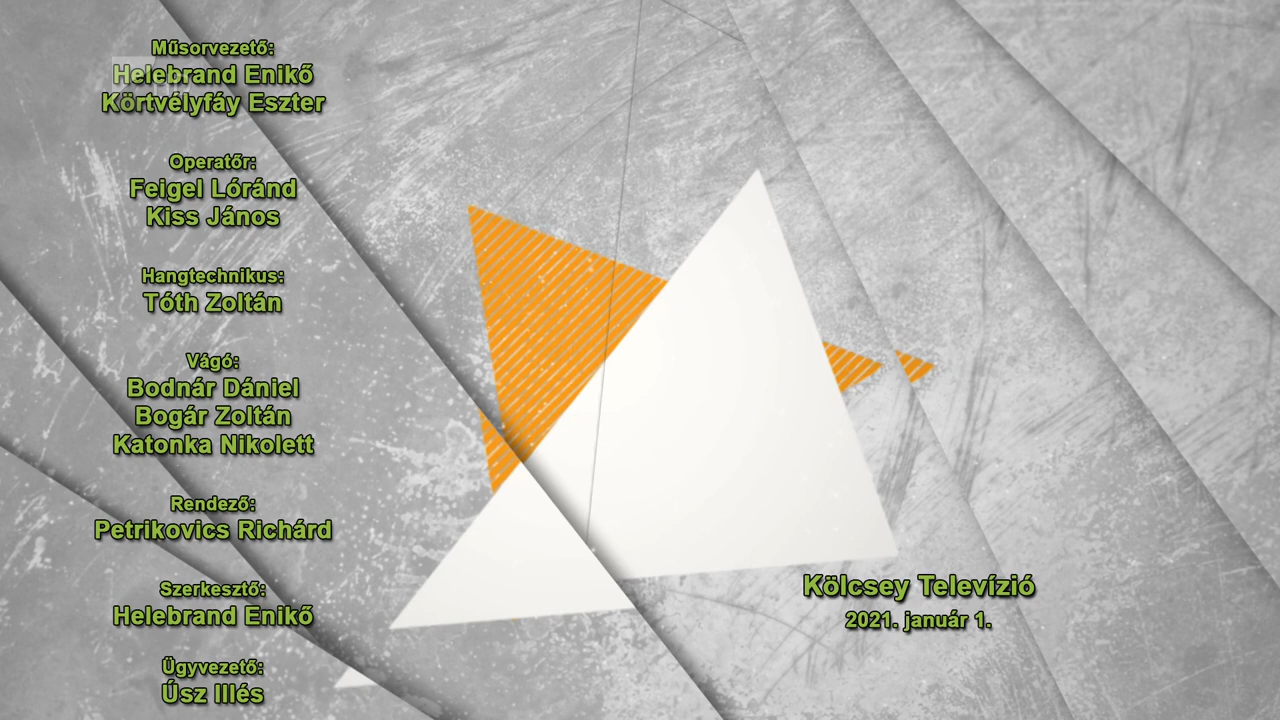 Műsorvezető:
Helebrand Enikő
Körtvélyfáy Eszter
Operatőr:
Feigel Lóránd
Kiss János
Hangtechnikus:
Tóth Zoltán
Vágó:
Bodnár Dániel
Bogár Zoltán
Katonka Nikolett
Rendező:
Petrikovics Richárd
Szerkesztő:
Helebrand Enikő
Ügyvezető:
Úsz Illés
Kölcsey Televízió
2021. január 1.